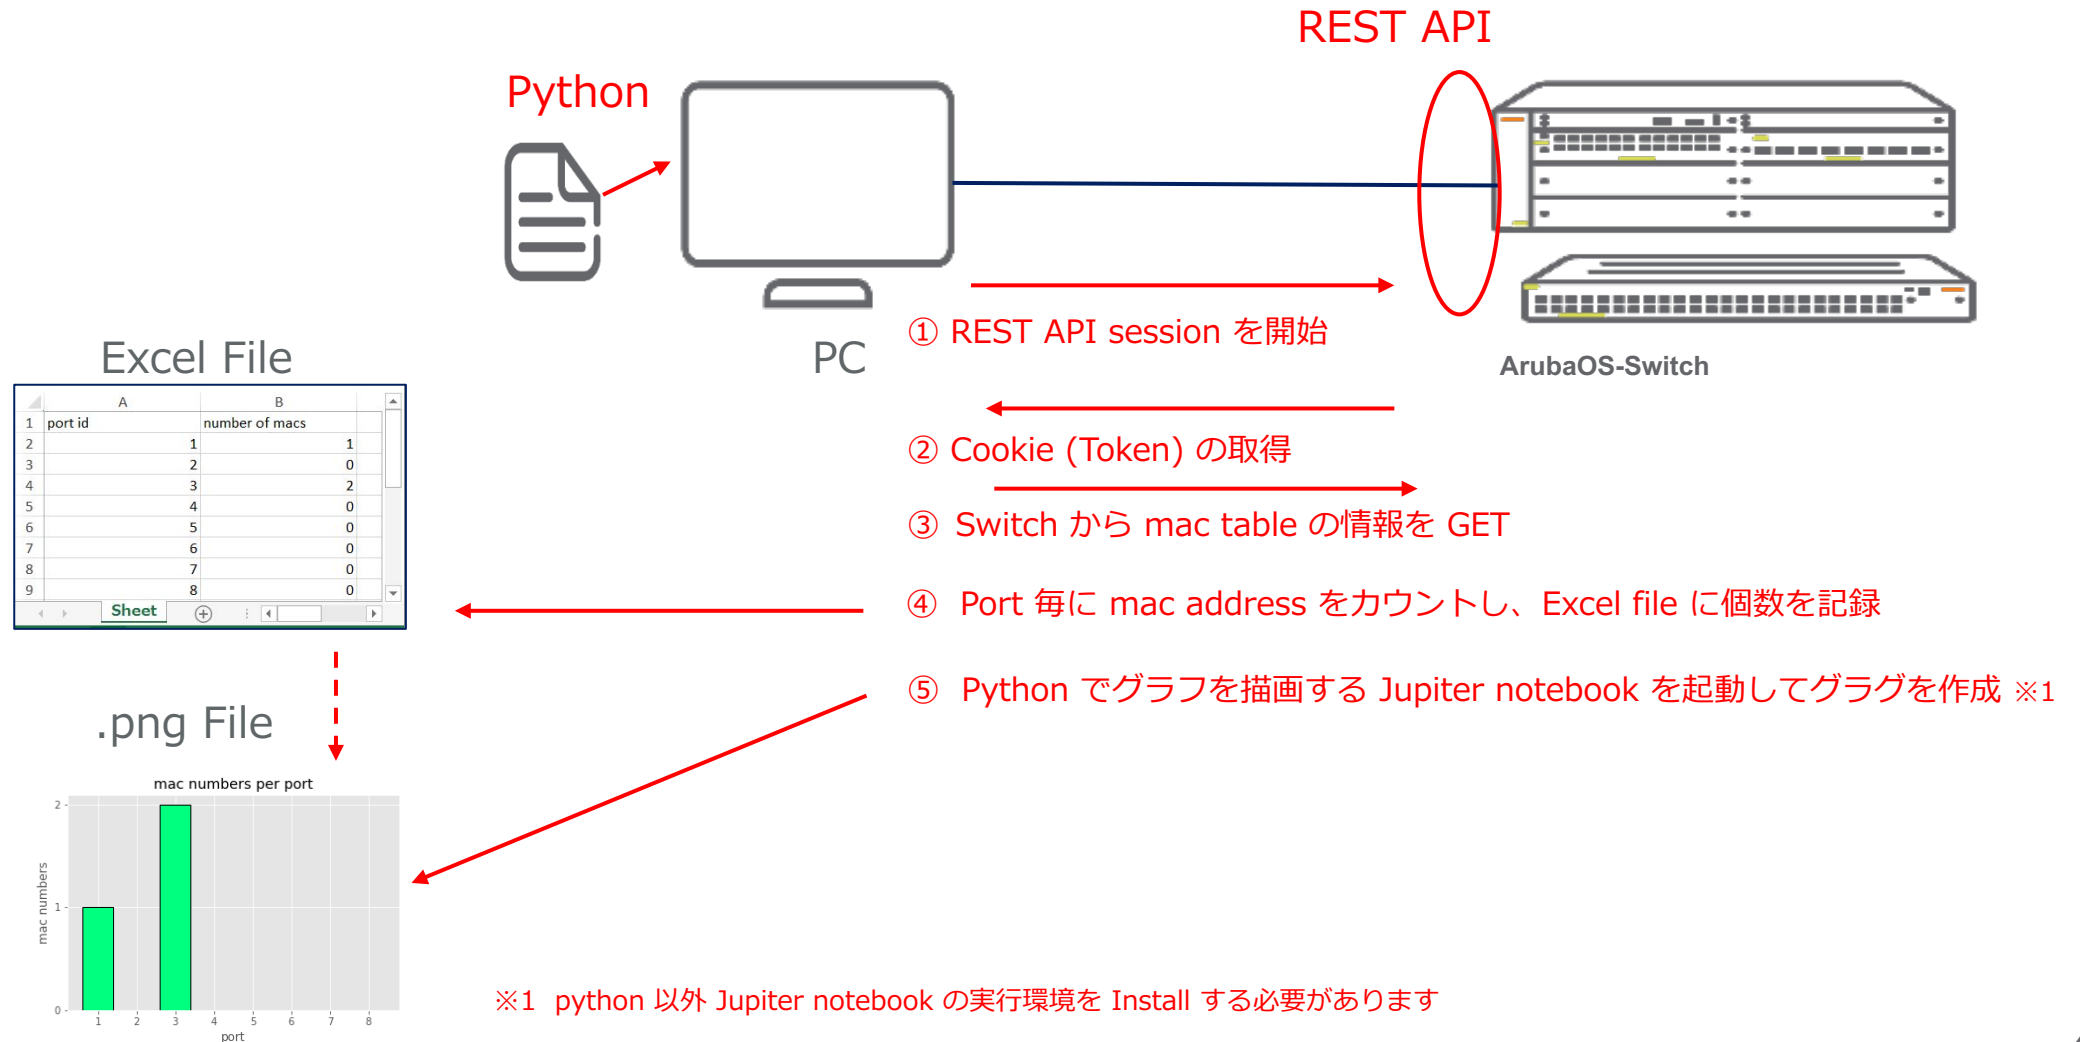 REST API
Python
① REST API session を開始
PC
ArubaOS-Switch
② Cookie (Token) の取得
③ Switch から mac table の情報を GET
④ Port 毎に mac address をカウントし、Excel file に個数を記録
⑤ Python でグラフを描画する Jupiter notebook を起動してグラグを作成 ※1
Excel File
A B
1 port id number of macs
2 1 1
3 2 0
4 3 2
5 4 0
6 5 0
7 6 0
8 7 0
9 8 0
Sheet
.png File
mac numbers per port
2
1
0
mac numbers
1 2 3 4 5 6 7 8
port
※1 python 以外 Jupiter notebook の実行環境を Install する必要があります